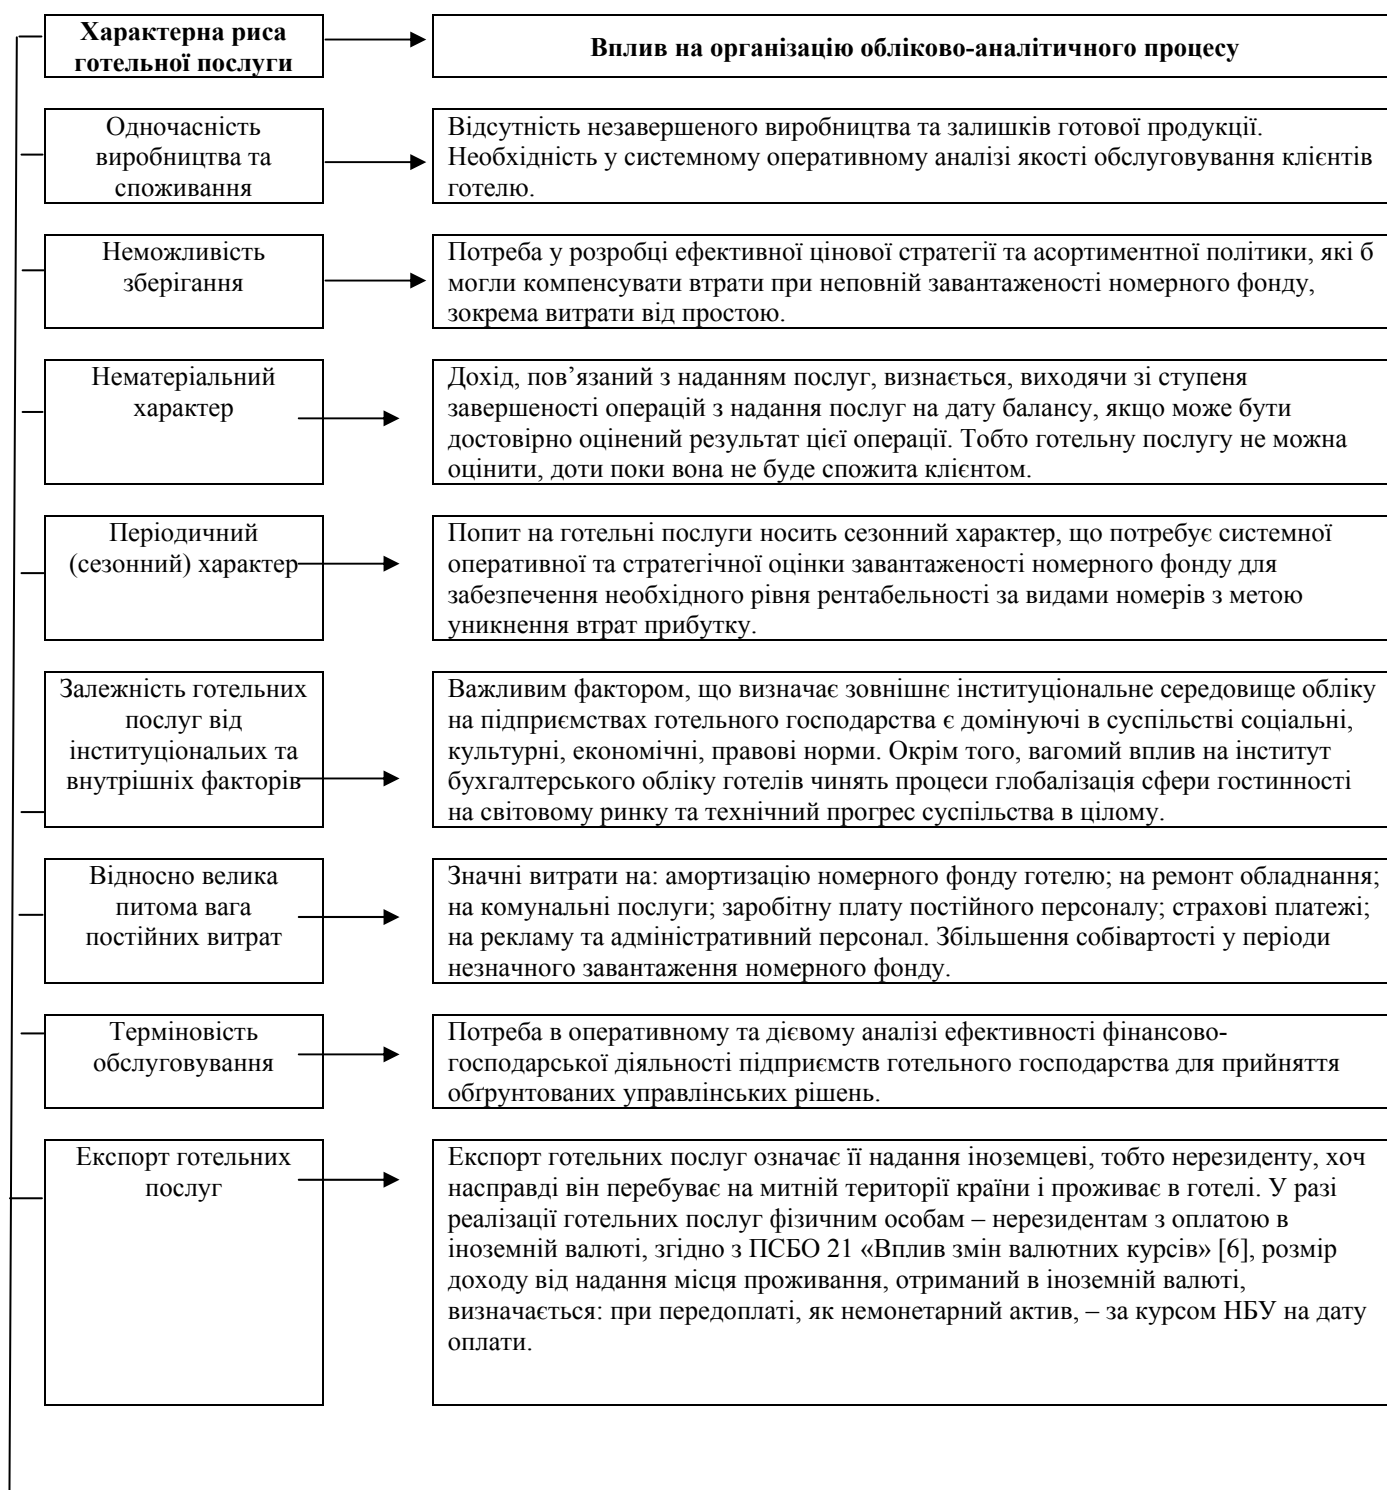 Характерна риса
готельної послуги
Вплив на організацію обліково-аналітичного процесу
Одночасність
виробництва та
споживання
Відсутність незавершеного виробництва та залишків готової продукції.
Необхідність у системному оперативному аналізі якості обслуговування клієнтів
готелю.
Неможливість
зберігання
Потреба у розробці ефективної цінової стратегії та асортиментної політики, які б
могли компенсувати втрати при неповній завантаженості номерного фонду,
зокрема витрати від простою.
Нематеріальний
характер
Дохід, пов’язаний з наданням послуг, визнається, виходячи зі ступеня
завершеності операцій з надання послуг на дату балансу, якщо може бути
достовірно оцінений результат цієї операції. Тобто готельну послугу не можна
оцінити, доти поки вона не буде спожита клієнтом.
Періодичний
(сезонний) характер
Попит на готельні послуги носить сезонний характер, що потребує системної
оперативної та стратегічної оцінки завантаженості номерного фонду для
забезпечення необхідного рівня рентабельності за видами номерів з метою
уникнення втрат прибутку.
Залежність готельних
послуг від
інституціональих та
внутрішніх факторів
Важливим фактором, що визначає зовнішнє інституціональне середовище обліку
на підприємствах готельного господарства є домінуючі в суспільстві соціальні,
культурні, економічні, правові норми. Окрім того, вагомий вплив на інститут
бухгалтерського обліку готелів чинять процеси глобалізація сфери гостинності
на світовому ринку та технічний прогрес суспільства в цілому.
Відносно велика
питома вага
постійних витрат
Значні витрати на: амортизацію номерного фонду готелю; на ремонт обладнання;
на комунальні послуги; заробітну плату постійного персоналу; страхові платежі;
на рекламу та адміністративний персонал. Збільшення собівартості у періоди
незначного завантаження номерного фонду.
Терміновість
обслуговування
Потреба в оперативному та дієвому аналізі ефективності фінансово-
господарської діяльності підприємств готельного господарства для прийняття
обґрунтованих управлінських рішень.
Експорт готельних
послуг
Експорт готельних послуг означає її надання іноземцеві, тобто нерезиденту, хоч
насправді він перебуває на митній території країни і проживає в готелі. У разі
реалізації готельних послуг фізичним особам – нерезидентам з оплатою в
іноземній валюті, згідно з ПСБО 21 «Вплив змін валютних курсів» [6], розмір
доходу від надання місця проживання, отриманий в іноземній валюті,
визначається: при передоплаті, як немонетарний актив, – за курсом НБУ на дату
оплати.